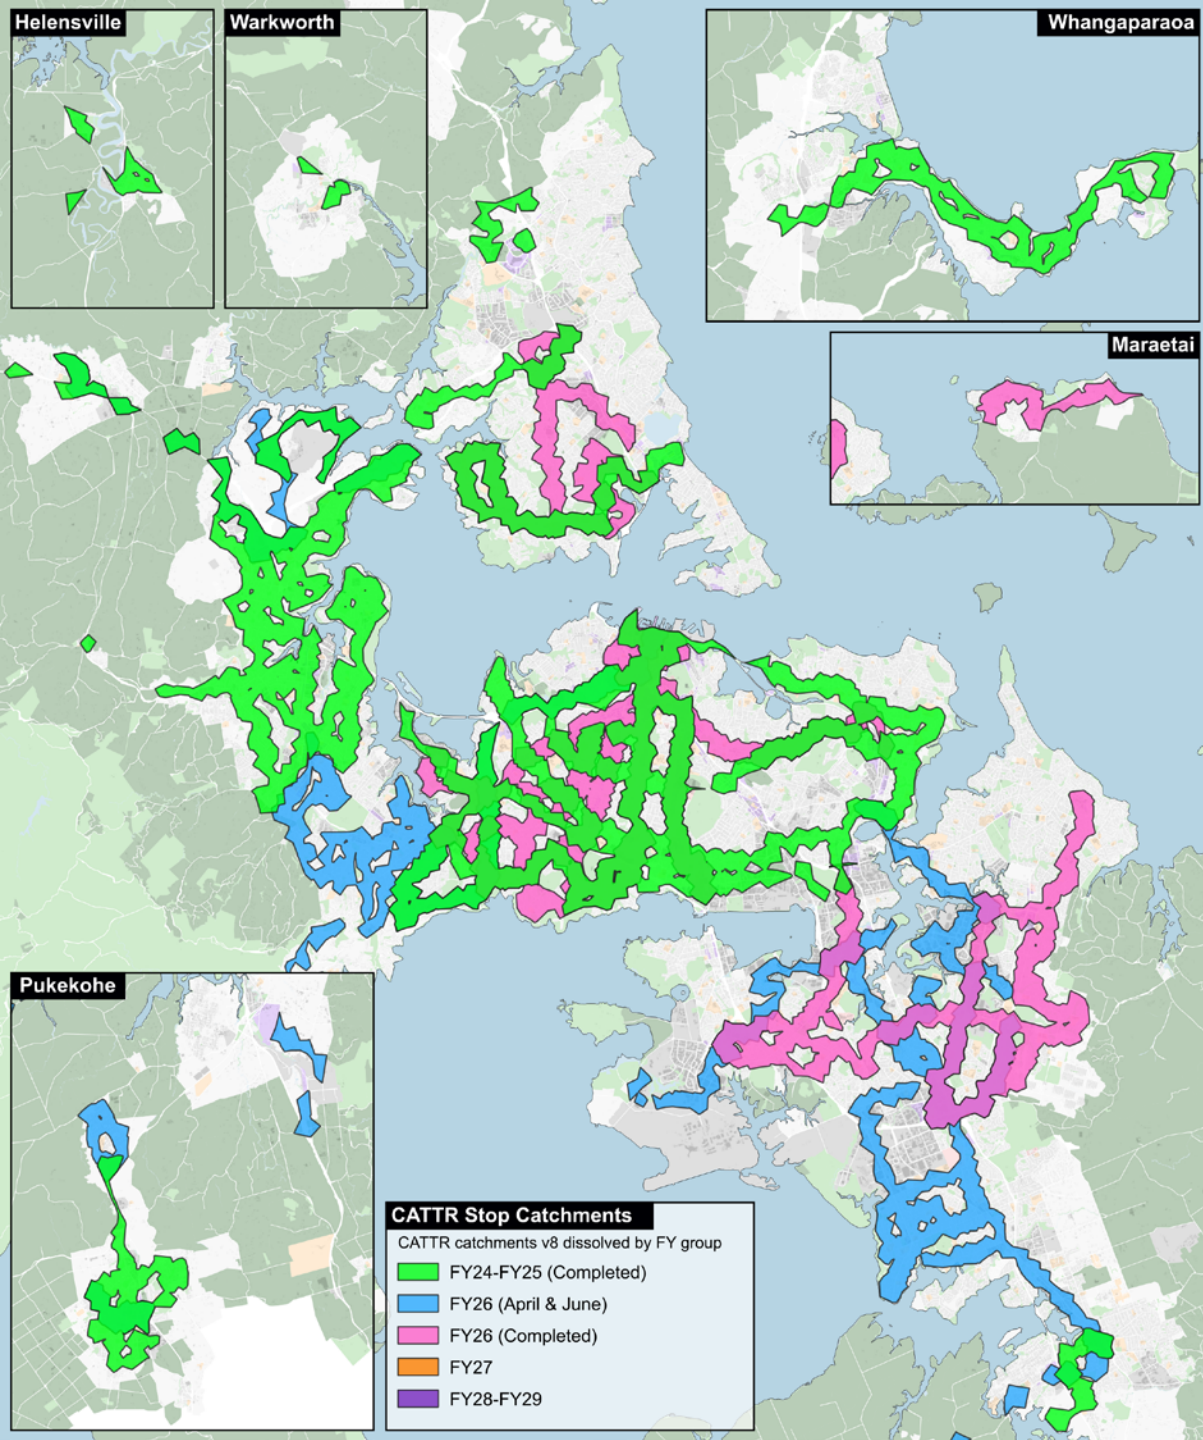 Helensville
Warkworth
Whangaparaoa
Maraetai
Pukekohe
CATTR Stop Catchments
CATTR catchments v8 dissolved by FY group
FY24-FY25 (Completed)
FY26 (April & June)
FY26 (Completed)
FY27
FY28-FY29